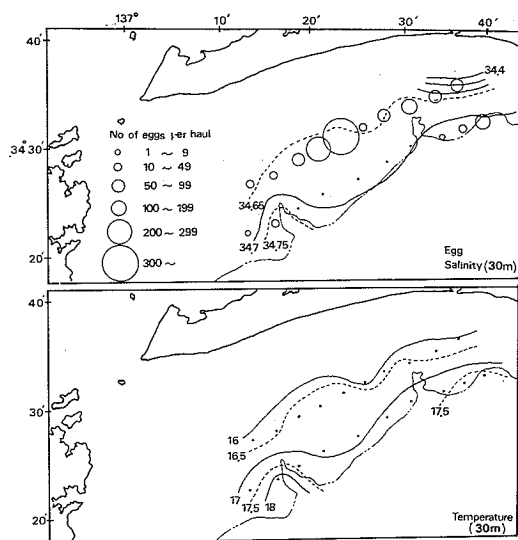 137° 10′ 20′ 30′ 40′
40′
34,4
No of eggs per haul
1 ~ 9
34° 30′
10 ~ 49
50 ~ 99
100 ~ 199
200 ~ 299
300 ~
34,65
34,7
34,75
20′
Egg
Salinity (30m)
40′
30′
16
16,5
17
17,5
18
17,5
20′
Temperature
(30m)